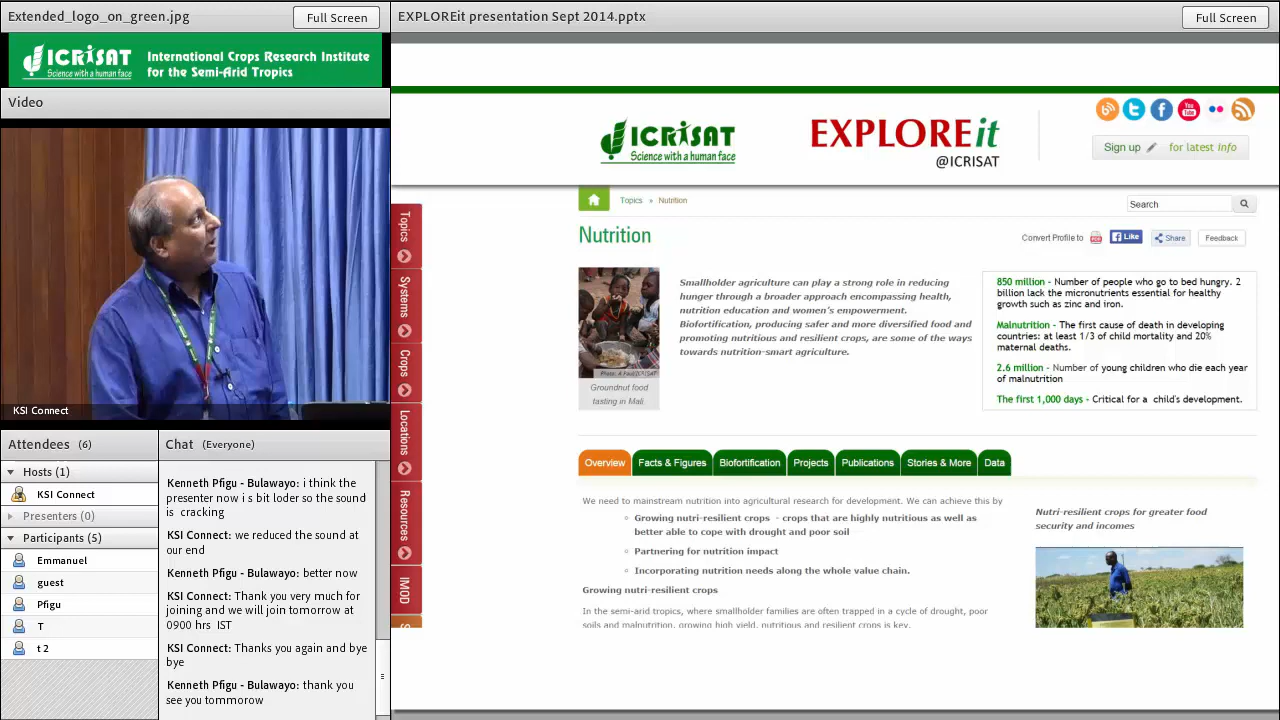 Extended_logo_on_green.jpg
Full Screen
ICRISAT
Science with a human face
International Crops Research Institute
for the Semi-Arid Tropics
Video
KSI Connect
Attendees (6)
Hosts (1)
KSI Connect
Presenters (0)
Participants (5)
Emmanuel
guest
Pfigu
T
t 2
Chat (Everyone)
Kenneth Pfigu - Bulawayo: i think the
presenter now i s bit loder so the sound
is cracking
KSI Connect: we reduced the sound at
our end
Kenneth Pfigu - Bulawayo: better now
KSI Connect: Thank you very much for
joining and we will join tomorrow at
0900 hrs IST
KSI Connect: Thanks you again and bye
bye
Kenneth Pfigu - Bulawayo: thank you
see you tommorow
EXPLOREit presentation Sept 2014.pptx
Full Screen
ICRISAT
Science with a human face
EXPLOREit
@ICRISAT
You
Tube
Sign up for latest info
Topics » Nutrition
Search
Topics
Systems
Crops
Locations
Resources
IMOD
Nutrition
Convert Profile to
Like
Share
Feedback
Photo: A Paul/ICRISAT
Groundnut food
tasting in Mali
Smallholder agriculture can play a strong role in reducing
hunger through a broader approach encompassing health,
nutrition education and women's empowerment.
Biofortification, producing safer and more diversified food and
promoting nutritious and resilient crops, are some of the ways
towards nutrition-smart agriculture.
850 million - Number of people who go to bed hungry. 2
billion lack the micronutrients essential for healthy
growth such as zinc and iron.
Malnutrition - The first cause of death in developing
countries: at least 1/3 of child mortality and 20%
maternal deaths.
2.6 million - Number of young children who die each year
of malnutrition
The first 1,000 days - Critical for a child's development.
Overview
Facts & Figures
Biofortification
Projects
Publications
Stories & More
Data
We need to mainstream nutrition into agricultural research for development. We can achieve this by
Growing nutri-resilient crops - crops that are highly nutritious as well as
better able to cope with drought and poor soil
Partnering for nutrition impact
Incorporating nutrition needs along the whole value chain.
Growing nutri-resilient crops
In the semi-arid tropics, where smallholder families are often trapped in a cycle of drought, poor
soils and malnutrition, growing high yield, nutritious and resilient crops is key.
Nutri-resilient crops for greater food
security and incomes